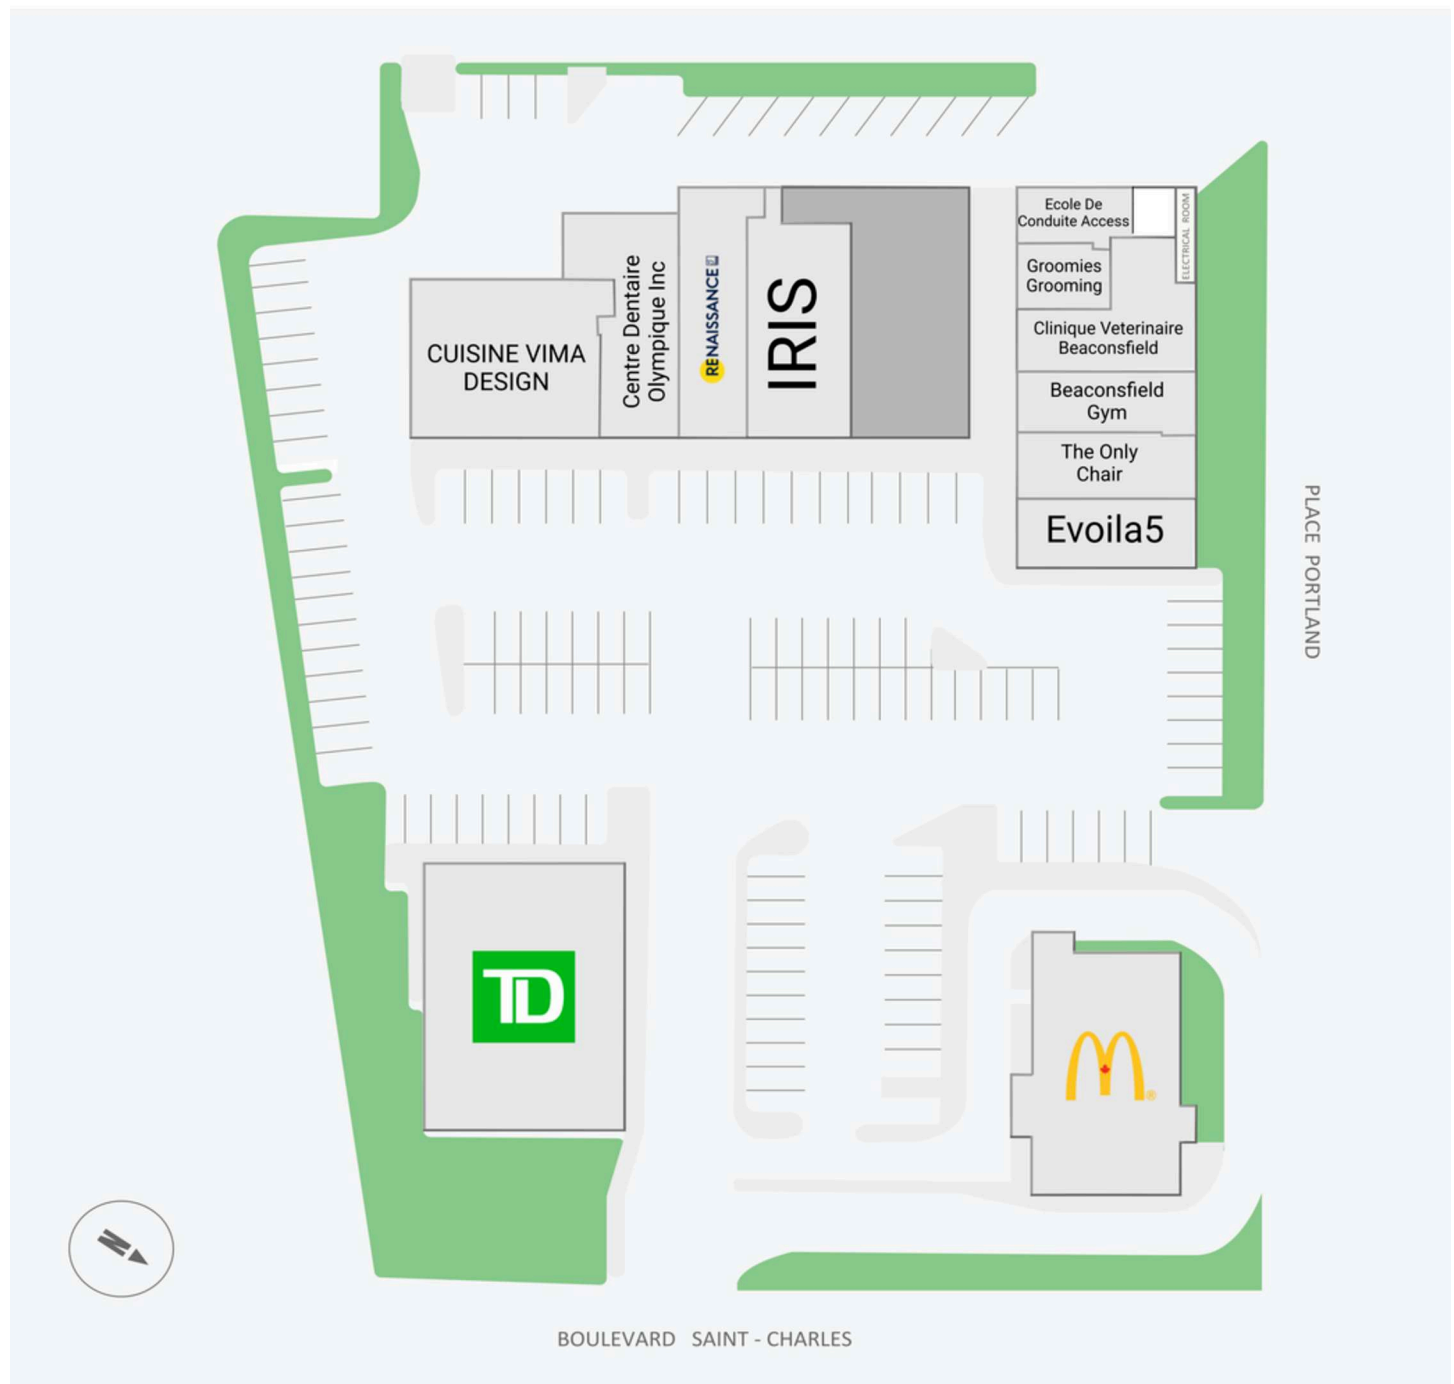 Ecole De
Conduite Access
ELECTRICAL ROOM
Groomies
Grooming
Clinique Veterinaire
Beaconsfield
Beaconsfield
Gym
The Only
Chair
Evoila5
CUISINE VIMA
DESIGN
Centre Dentaire
Olympique Inc
RENAISSANCE
IRIS
PLACE PORTLAND
TD
M
®
N
BOULEVARD SAINT - CHARLES